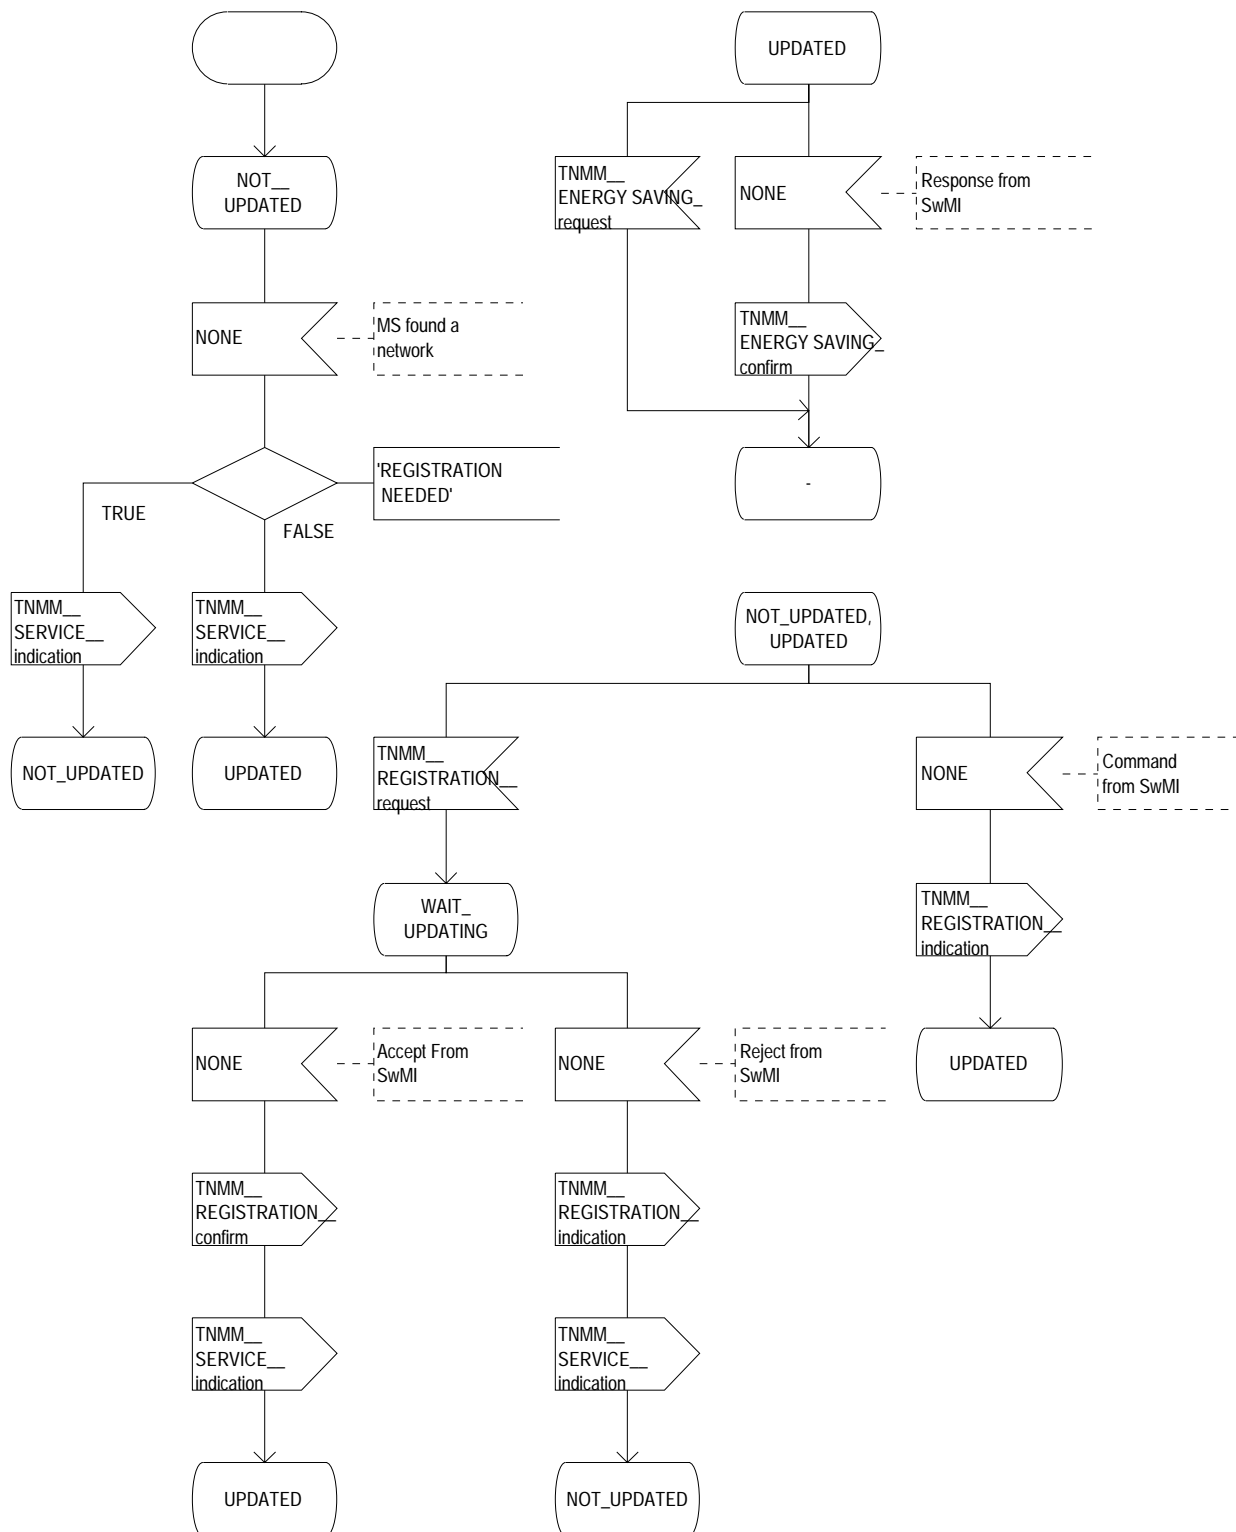 UPDATED
NOT__
UPDATED
TNMM__
ENERGY SAVING_
request
NONE
Response from
SwMI
NONE
MS found a
network
TNMM__
ENERGY SAVING_
confirm
'REGISTRATION
NEEDED'
-
TRUE
FALSE
TNMM__
SERVICE__
indication
TNMM__
SERVICE__
indication
NOT_UPDATED,
UPDATED
NOT_UPDATED
UPDATED
TNMM__
REGISTRATION__
request
NONE
Command
from SwMI
WAIT_
UPDATING
TNMM__
REGISTRATION__
indication
NONE
Accept From
SwMI
NONE
Reject from
SwMI
UPDATED
TNMM__
REGISTRATION__
confirm
TNMM__
REGISTRATION__
indication
TNMM__
SERVICE__
indication
TNMM__
SERVICE__
indication
UPDATED
NOT_UPDATED